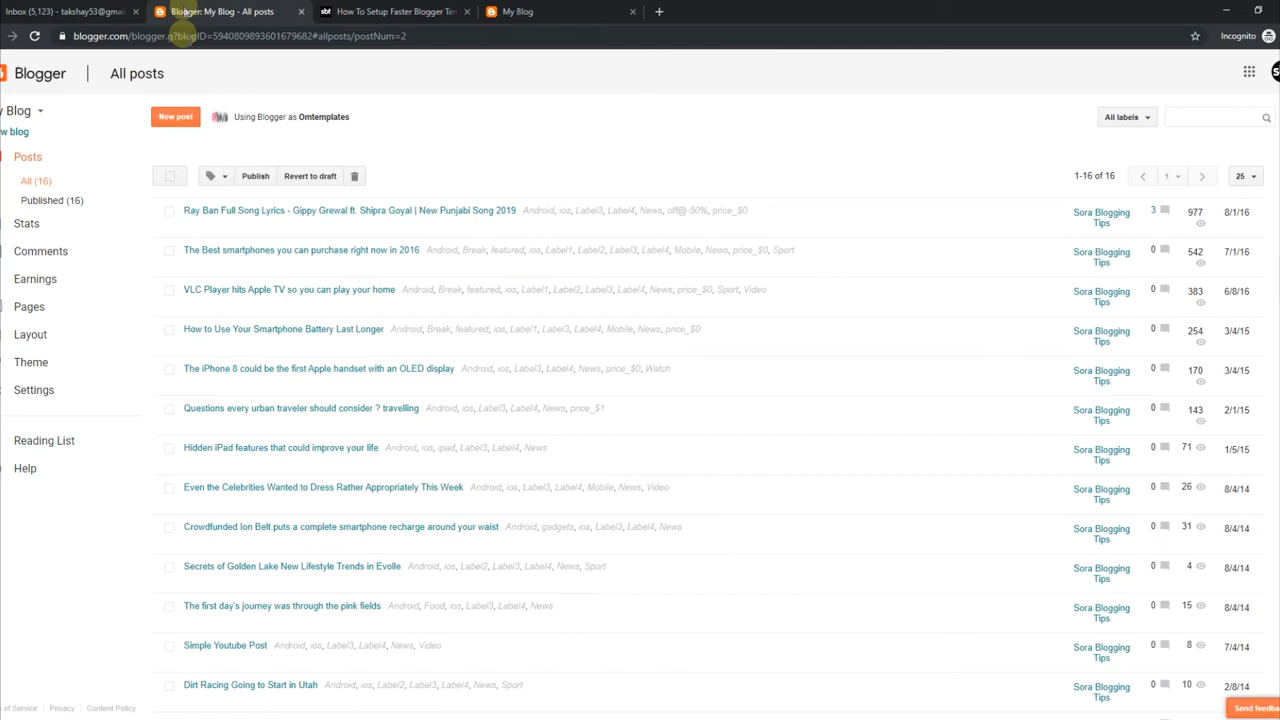 Inbox (5,123) - takshay53@gmai
Blogger: My Blog - All posts
sbt How To Setup Faster Blogger Ten
My Blog
blogger.com/blogger.g?blogID=5940809893601679682#allposts/postNum=2
Incognito
Blogger All posts
y Blog
w blog
Posts
All (16)
Published (16)
Stats
Comments
Earnings
Pages
Layout
Theme
Settings
Reading List
Help
New post Using Blogger as Omtemplates All labels
Publish Revert to draft 1-16 of 16 1 25
Ray Ban Full Song Lyrics - Gippy Grewal ft. Shipra Goyal | New Punjabi Song 2019 Android, ios, Label3, Label4, News, off@-50%, price_$0 Sora Blogging Tips 3 977 8/1/16
The Best smartphones you can purchase right now in 2016 Android, Break, featured, ios, Label1, Label2, Label3, Label4, Mobile, News, price_$0, Sport Sora Blogging Tips 0 542 7/1/16
VLC Player hits Apple TV so you can play your home Android, Break, featured, ios, Label1, Label2, Label3, Label4, News, price_$0, Sport, Video Sora Blogging Tips 0 383 6/8/16
How to Use Your Smartphone Battery Last Longer Android, Break, featured, ios, Label1, Label3, Label4, Mobile, News, price_$0 Sora Blogging Tips 0 254 3/4/15
The iPhone 8 could be the first Apple handset with an OLED display Android, ios, Label3, Label4, News, price_$0, Watch Sora Blogging Tips 0 170 3/4/15
Questions every urban traveler should consider ? travelling Android, ios, Label3, Label4, News, price_$1 Sora Blogging Tips 0 143 2/1/15
Hidden iPad features that could improve your life Android, ios, ipad, Label3, Label4, News Sora Blogging Tips 0 71 1/5/15
Even the Celebrities Wanted to Dress Rather Appropriately This Week Android, ios, Label3, Label4, Mobile, News, Video Sora Blogging Tips 0 26 8/4/14
Crowdfunded Ion Belt puts a complete smartphone recharge around your waist Android, gadgets, ios, Label3, Label4, News Sora Blogging Tips 0 31 8/4/14
Secrets of Golden Lake New Lifestyle Trends in Evolle Android, ios, Label2, Label3, Label4, News, Sport Sora Blogging Tips 0 4 8/4/14
The first day's journey was through the pink fields Android, Food, ios, Label3, Label4, News Sora Blogging Tips 0 15 8/4/14
Simple Youtube Post Android, ios, Label3, Label4, News, Video Sora Blogging Tips 0 8 7/4/14
Dirt Racing Going to Start in Utah Android, ios, Label2, Label3, Label4, News, Sport Sora Blogging Tips 0 10 2/8/14
s of Service Privacy Content Policy
Send feedba